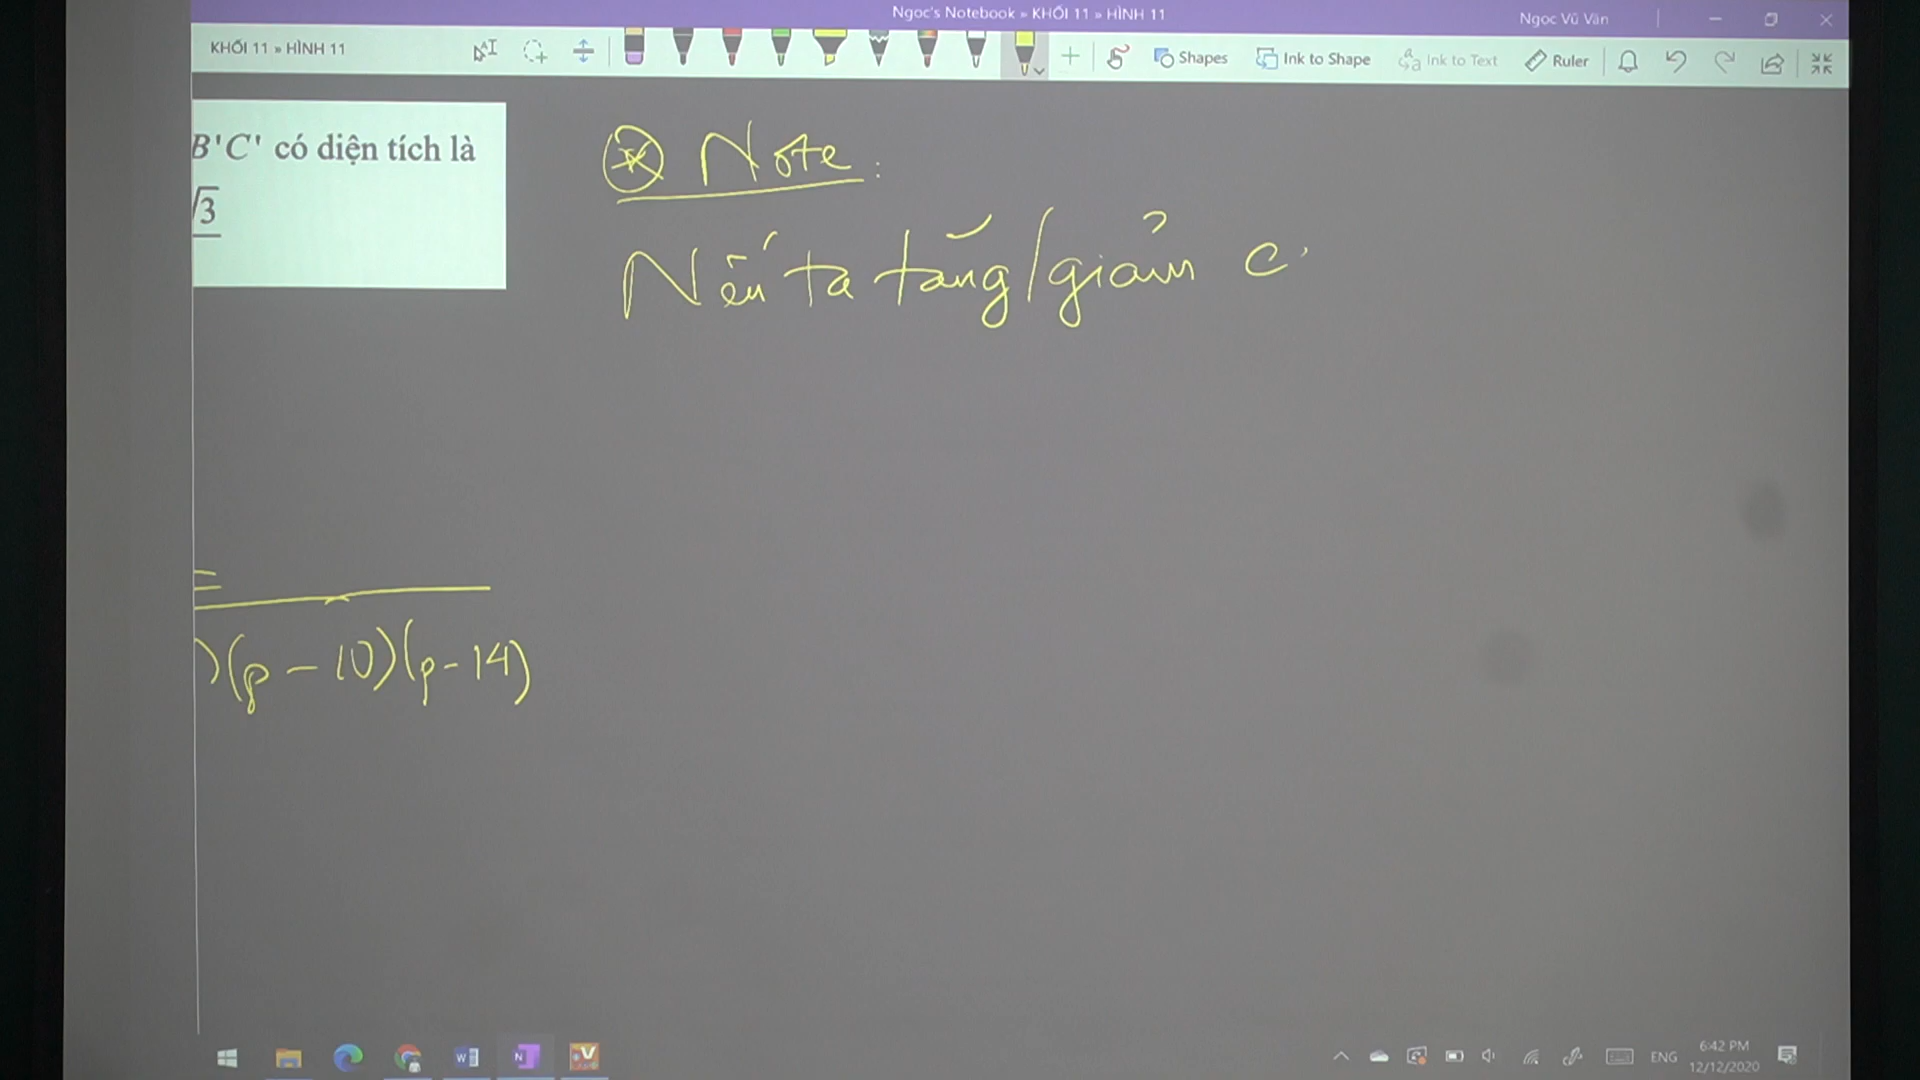 Ngoc's Notebook » KHỐI 11 » HÌNH 11
Ngoc Vũ Văn
KHỐI 11 » HÌNH 11
Shapes
Ink to Shape
Ink to Text
Ruler
B'C' có diện tích là
√3
⊛ Note:
Nếu ta tăng/giảm c
)(p - 10)(p - 14)
ENG
6:42 PM
12/12/2020